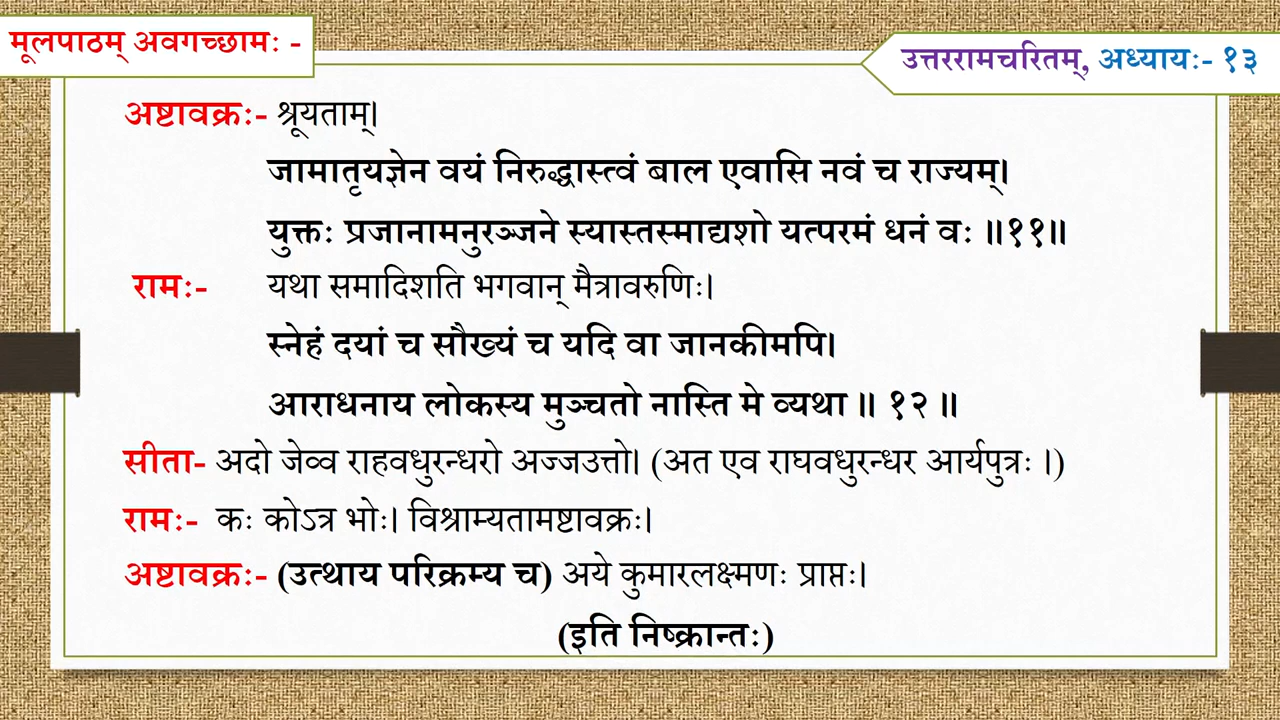 मूलपाठम् अवगच्छामः -
उत्तररामचरितम्, अध्यायः- १३
अष्टावक्रः- श्रूयताम्।
जामातृयज्ञेन वयं निरुद्धास्त्वं बाल एवासि नवं च राज्यम्।
युक्तः प्रजानामनुरञ्जने स्यास्तस्माद्यशो यत्परमं धनं वः ॥११॥
रामः- यथा समादिशति भगवान् मैत्रावरुणिः।
स्नेहं दयां च सौख्यं च यदि वा जानकीमपि।
आराधनाय लोकस्य मुञ्चतो नास्ति मे व्यथा ॥ १२ ॥
सीता- अदो जेव्व राहवधुरन्धरो अज्जउत्तो। (अत एव राघवधुरन्धर आर्यपुत्रः ।)
रामः- कः कोऽत्र भोः। विश्राम्यतामष्टावक्रः।
अष्टावक्रः- (उत्थाय परिक्रम्य च) अये कुमारलक्ष्मणः प्राप्तः।
(इति निष्क्रान्तः)